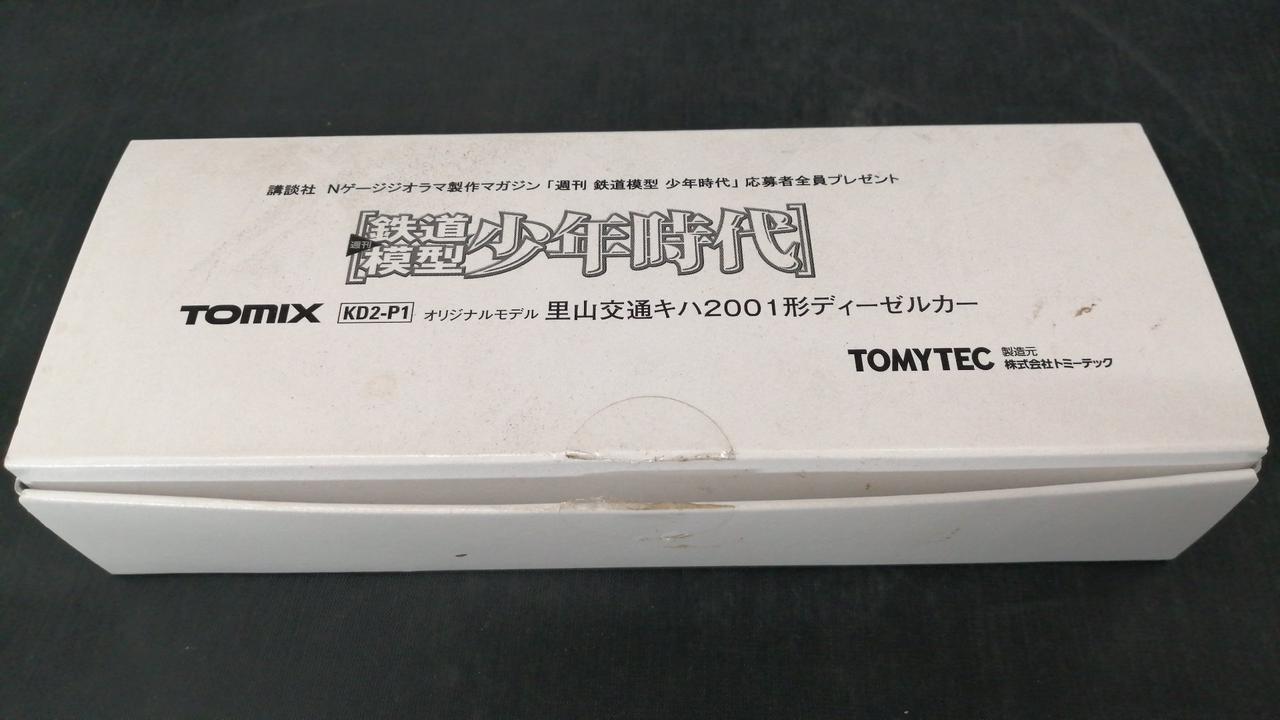 講談社 Nゲージジオラマ製作マガジン「週刊 鉄道模型 少年時代」応募者全員プレゼント
週刊 鉄道模型 少年時代
TOMIX KD2-P1 オリジナルモデル 里山交通キハ2001形ディーゼルカー
TOMYTEC 製造元 株式会社トミーテック